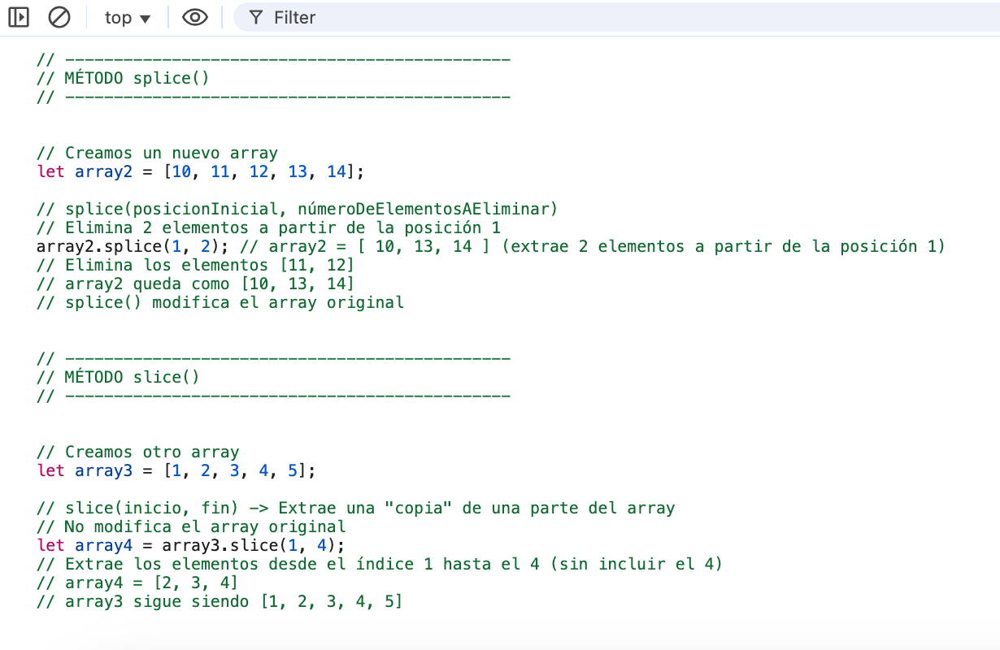 top ▼ Filter
// ----------------------------------------------
// MÉTODO splice()
// ----------------------------------------------
// Creamos un nuevo array
let array2 = [10, 11, 12, 13, 14];
// splice(posicionInicial, númeroDeElementosAEliminar)
// Elimina 2 elementos a partir de la posición 1
array2.splice(1, 2); // array2 = [ 10, 13, 14 ] (extrae 2 elementos a partir de la posición 1)
// Elimina los elementos [11, 12]
// array2 queda como [10, 13, 14]
// splice() modifica el array original
// ----------------------------------------------
// MÉTODO slice()
// ----------------------------------------------
// Creamos otro array
let array3 = [1, 2, 3, 4, 5];
// slice(inicio, fin) -> Extrae una "copia" de una parte del array
// No modifica el array original
let array4 = array3.slice(1, 4);
// Extrae los elementos desde el índice 1 hasta el 4 (sin incluir el 4)
// array4 = [2, 3, 4]
// array3 sigue siendo [1, 2, 3, 4, 5]